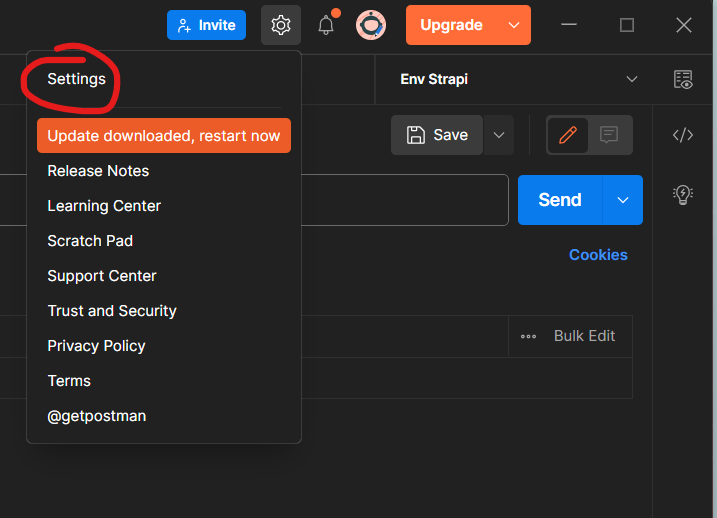 Invite
Upgrade
Settings
Env Strapi
Update downloaded, restart now
Save
Release Notes
Learning Center
Send
Scratch Pad
Cookies
Support Center
Trust and Security
Bulk Edit
Privacy Policy
Terms
@getpostman